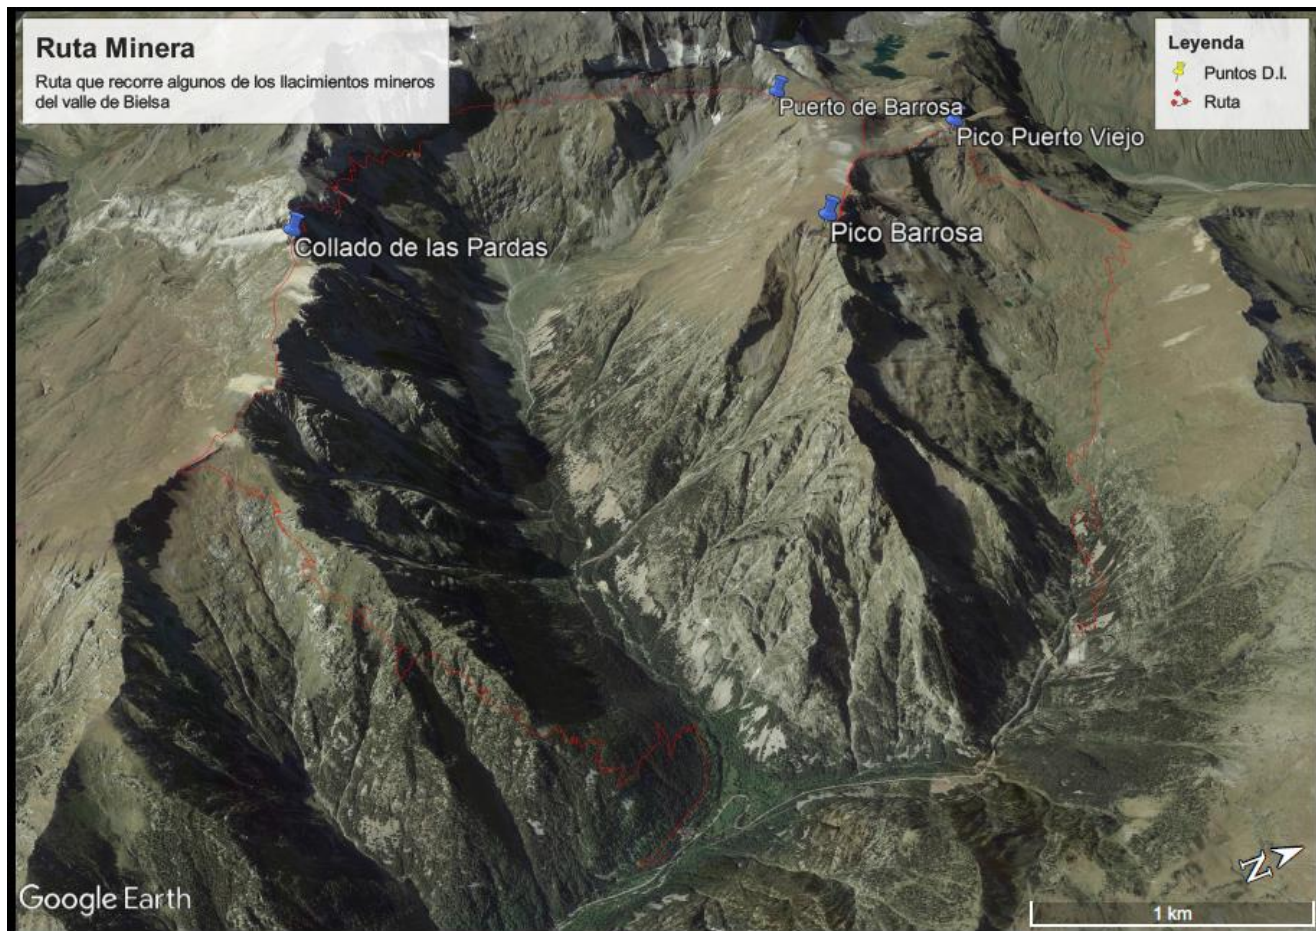 Ruta Minera
Ruta que recorre algunos de los llacimientos mineros
del valle de Bielsa
Leyenda
Puntos D.I.
Ruta
Puerto de Barrosa
Pico Puerto Viejo
Pico Barrosa
Collado de las Pardas
N
Google Earth
1 km